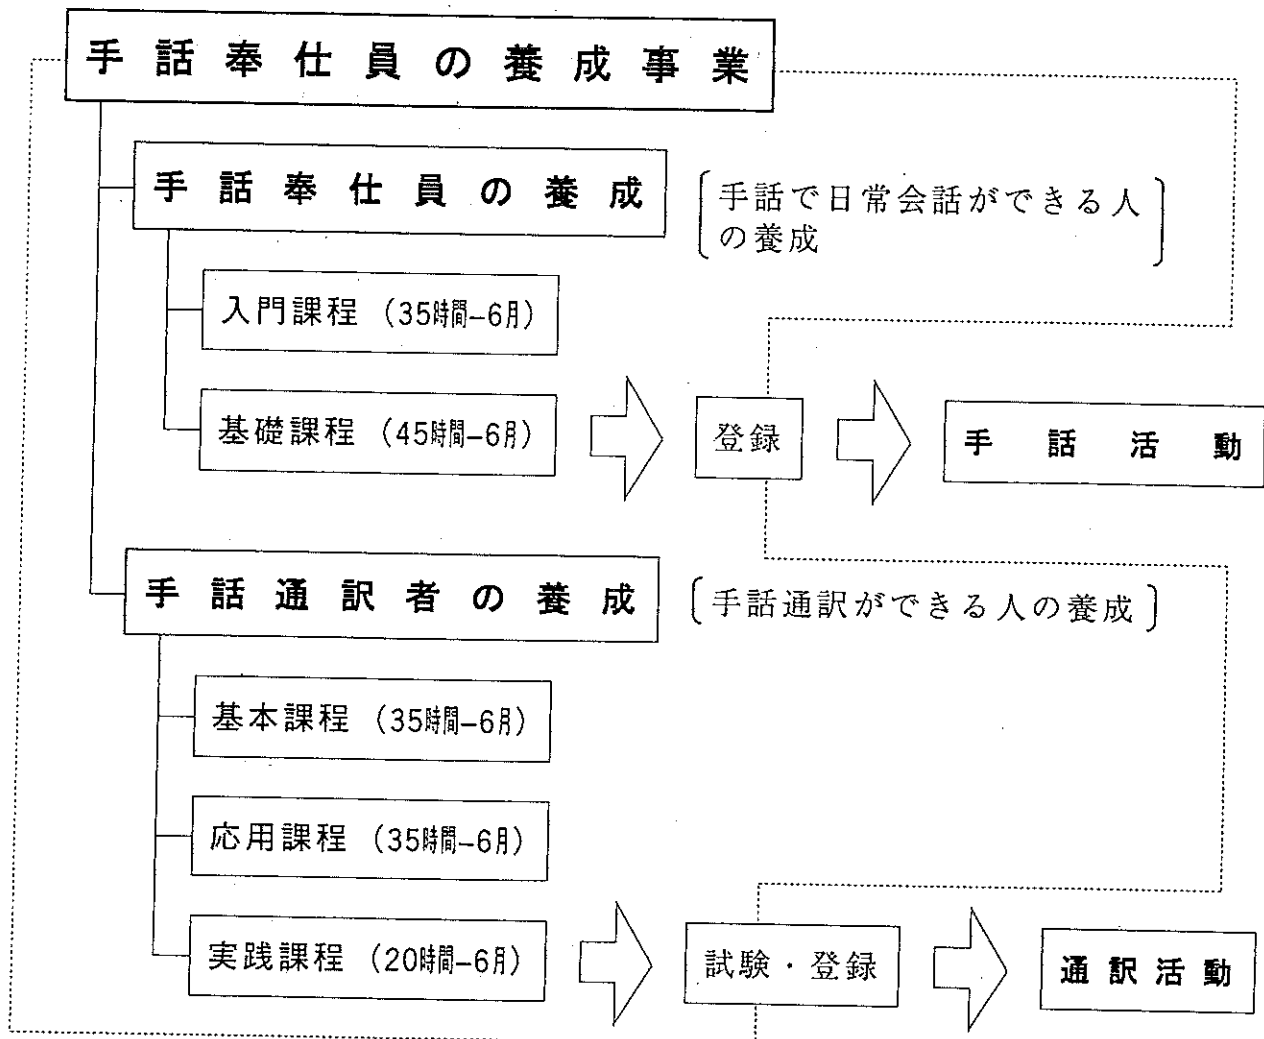 手話奉仕員の養成事業
手話奉仕員の養成
手話で日常会話ができる人
の養成
入門課程（35時間−6月）
基礎課程（45時間−6月）
登録
手話活動
手話通訳者の養成
手話通訳ができる人の養成
基本課程（35時間−6月）
応用課程（35時間−6月）
実践課程（20時間−6月）
試験・登録
通訳活動